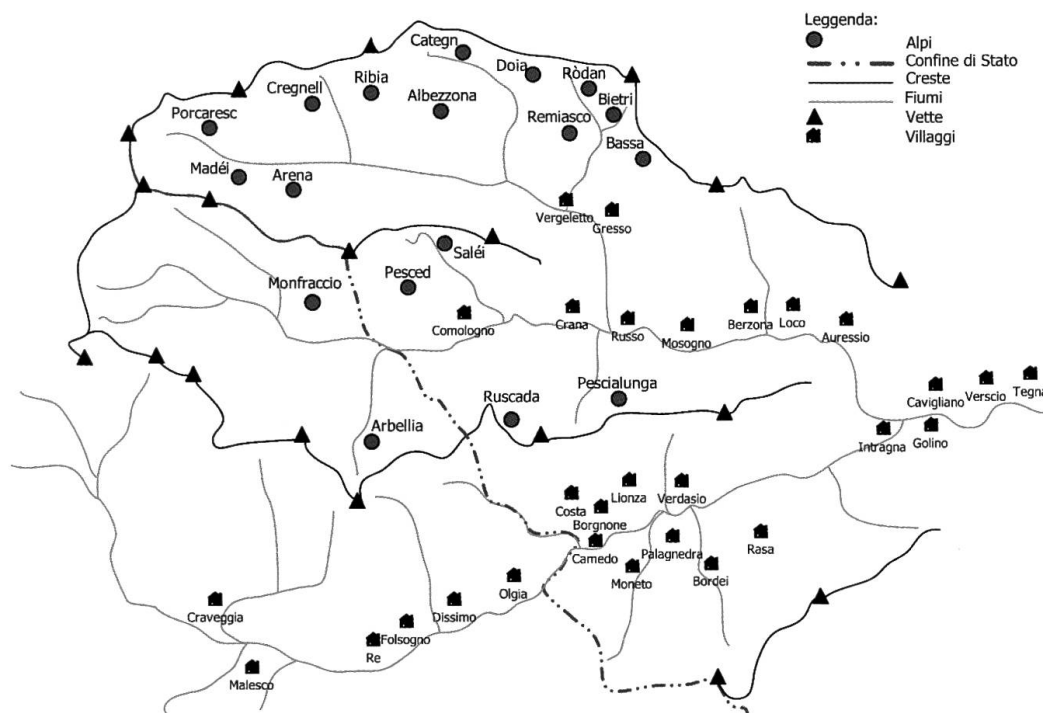 Leggenda:
Alpi
Confine di Stato
Creste
Fiumi
Vette
Villaggi
Categn
Doia
Ròdan
Ribia
Cregnell
Albezzona
Bietri
Porcaresc
Remiasco
Bassa
Madéi
Arena
Vergeletto
Gresso
Saléi
Pesced
Monfraccio
Comologno
Crana
Russo
Mosogno
Berzona
Loco
Auressio
Pescialunga
Ruscada
Cavigliano
Verscio
Tegna
Arbellia
Intragna
Golino
Costa
Lionza
Verdasio
Borgnone
Camedo
Palagnedra
Rasa
Moneto
Bordei
Olgia
Craveggia
Dissimo
Folsogno
Re
Malesco